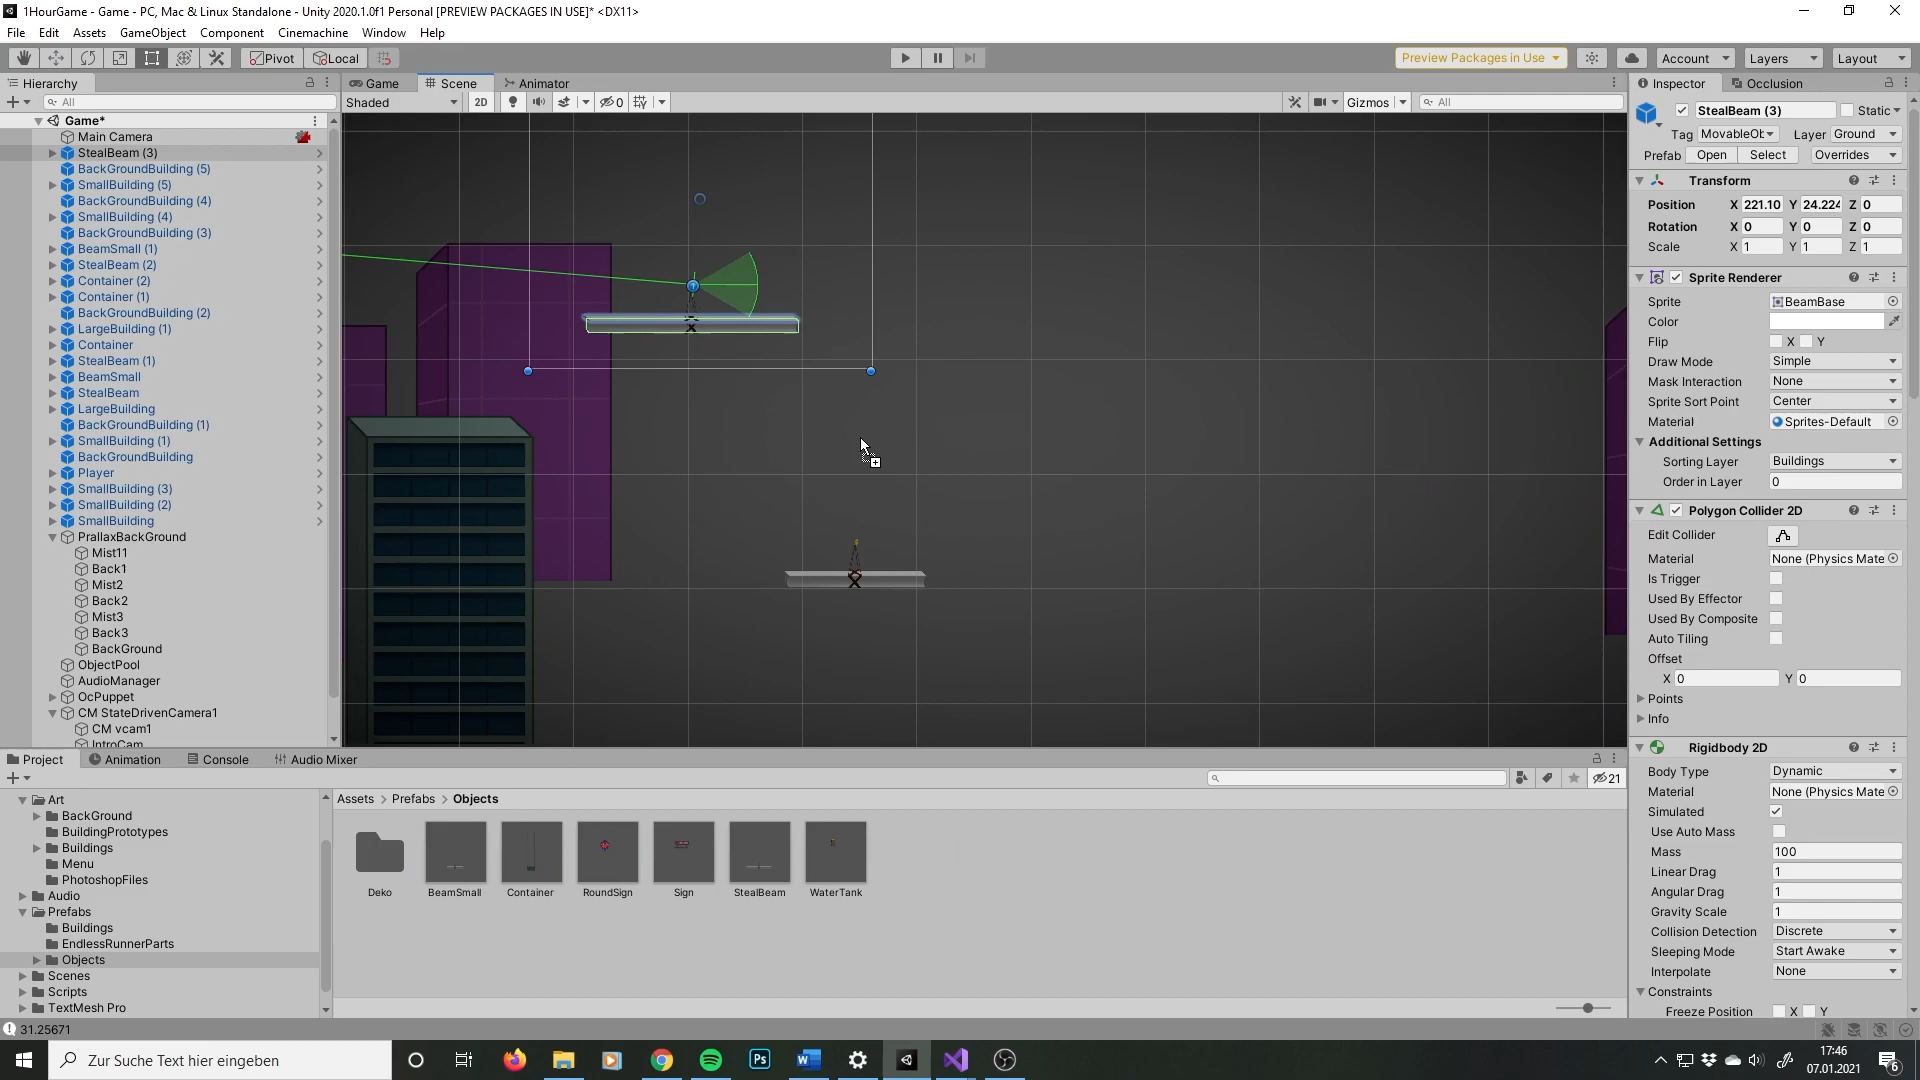 1HourGame - Game - PC, Mac & Linux Standalone - Unity 2020.1.0f1 Personal [PREVIEW PACKAGES IN USE]* <DX11>
File Edit Assets GameObject Component Cinemachine Window Help
Pivot Local Preview Packages in Use Account Layers Layout
Hierarchy Game Scene Animator Inspector Occlusion
All Shaded 2D 0 Gizmos All
Game*
Main Camera
StealBeam (3)
BackGroundBuilding (5)
SmallBuilding (5)
BackGroundBuilding (4)
SmallBuilding (4)
BackGroundBuilding (3)
BeamSmall (1)
StealBeam (2)
Container (2)
Container (1)
BackGroundBuilding (2)
LargeBuilding (1)
Container
StealBeam (1)
BeamSmall
StealBeam
LargeBuilding
BackGroundBuilding (1)
SmallBuilding (1)
BackGroundBuilding
Player
SmallBuilding (3)
SmallBuilding (2)
SmallBuilding
PrallaxBackGround
Mist11
Back1
Mist2
Back2
Mist3
Back3
BackGround
ObjectPool
AudioManager
OcPuppet
CM StateDrivenCamera1
CM vcam1
IntroCam
StealBeam (3) Static
Tag MovableOb Layer Ground
Prefab Open Select Overrides
Transform
Position X 221.10 Y 24.224 Z 0
Rotation X 0 Y 0 Z 0
Scale X 1 Y 1 Z 1
Sprite Renderer
Sprite BeamBase
Color
Flip X Y
Draw Mode Simple
Mask Interaction None
Sprite Sort Point Center
Material Sprites-Default
Additional Settings
Sorting Layer Buildings
Order in Layer 0
Polygon Collider 2D
Edit Collider
Material None (Physics Mate
Is Trigger
Used By Effector
Used By Composite
Auto Tiling
Offset
X 0 Y 0
Points
Info
Rigidbody 2D
Body Type Dynamic
Material None (Physics Mate
Simulated
Use Auto Mass
Mass 100
Linear Drag 1
Angular Drag 1
Gravity Scale 1
Collision Detection Discrete
Sleeping Mode Start Awake
Interpolate None
Constraints
Freeze Position X Y
Project Animation Console Audio Mixer
21
Art
BackGround
BuildingPrototypes
Buildings
Menu
PhotoshopFiles
Audio
Prefabs
Buildings
EndlessRunnerParts
Objects
Scenes
Scripts
TextMesh Pro
Assets > Prefabs > Objects
Deko BeamSmall Container RoundSign Sign StealBeam WaterTank
31.25671
Zur Suche Text hier eingeben
Ps
17:46
07.01.2021
6